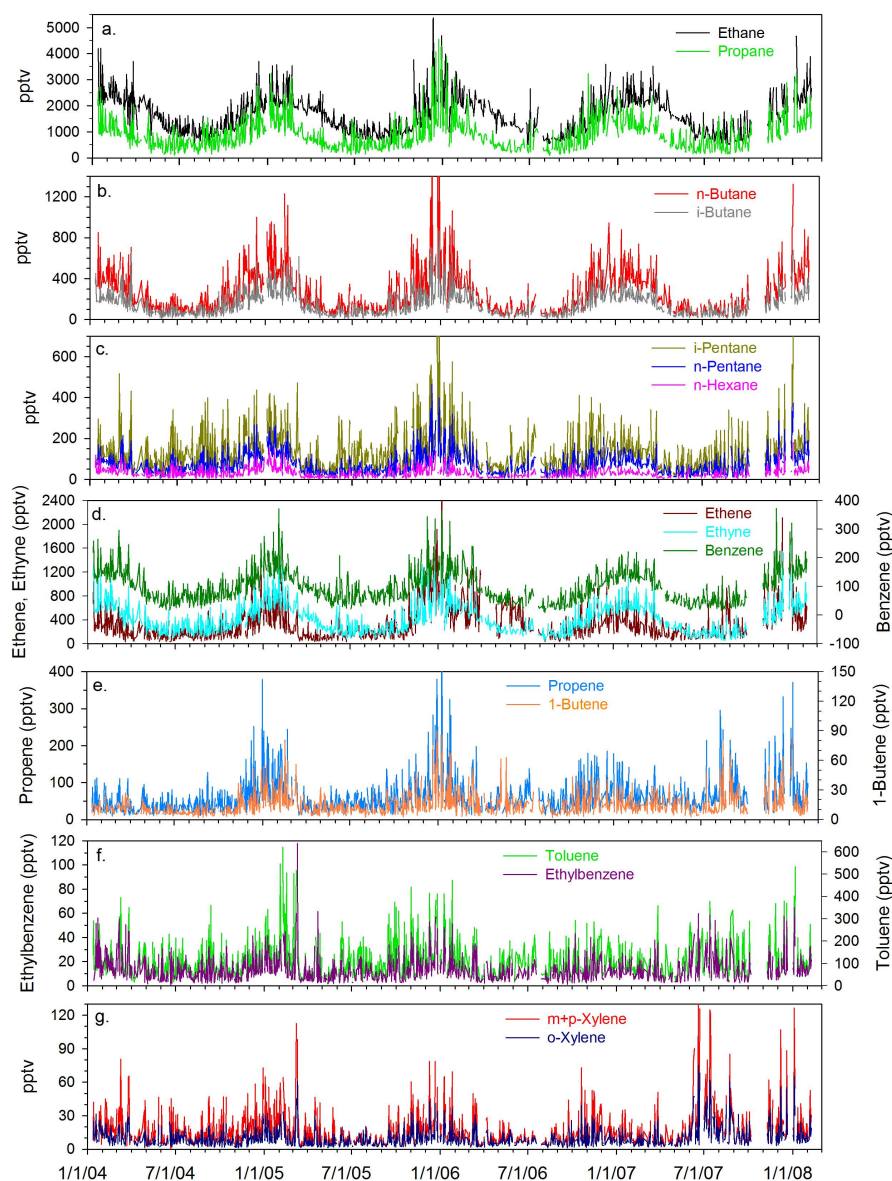 a.
Ethane
Propane
5000
4000
3000
2000
1000
0
pptv
b.
n-Butane
i-Butane
1200
800
400
0
pptv
c.
i-Pentane
n-Pentane
n-Hexane
600
400
200
0
pptv
d.
Ethene
Ethyne
Benzene
2400
2000
1600
1200
800
400
0
Ethene, Ethyne (pptv)
400
300
200
100
0
-100
Benzene (pptv)
e.
Propene
1-Butene
400
300
200
100
0
Propene (pptv)
150
120
90
60
30
0
1-Butene (pptv)
f.
Toluene
Ethylbenzene
120
100
80
60
40
20
0
Ethylbenzene (pptv)
600
500
400
300
200
100
0
Toluene (pptv)
g.
m+p-Xylene
o-Xylene
120
90
60
30
0
pptv
1/1/04 7/1/04 1/1/05 7/1/05 1/1/06 7/1/06 1/1/07 7/1/07 1/1/08